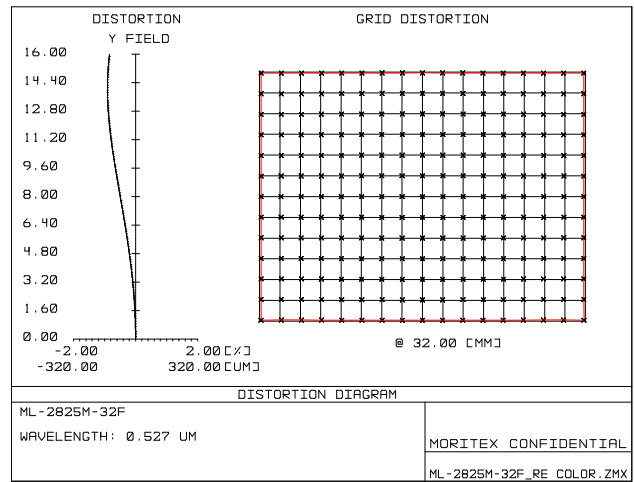 DISTORTION
Y FIELD
16.00
14.40
12.80
11.20
9.60
8.00
6.40
4.80
3.20
1.60
0.00
-2.00 2.00[%]
-320.00 320.00[UM]
GRID DISTORTION
@ 32.00 [MM]
DISTORTION DIAGRAM
ML-2825M-32F
WAVELENGTH: 0.527 UM
MORITEX CONFIDENTIAL
ML-2825M-32F_RE COLOR.ZMX